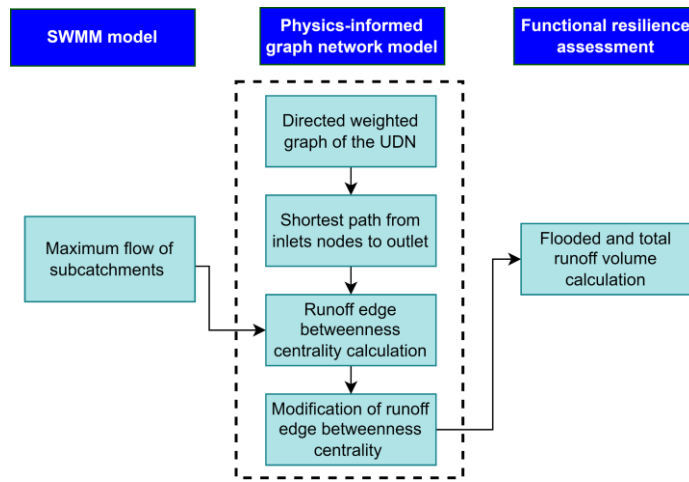 SWMM model
Physics-informed
graph network model
Functional resilience
assessment
Directed weighted
graph of the UDN
Shortest path from
inlets nodes to outlet
Maximum flow of
subcatchments
Runoff edge
betweenness
centrality calculation
Modification of runoff
edge betweenness
centrality
Flooded and total
runoff volume
calculation